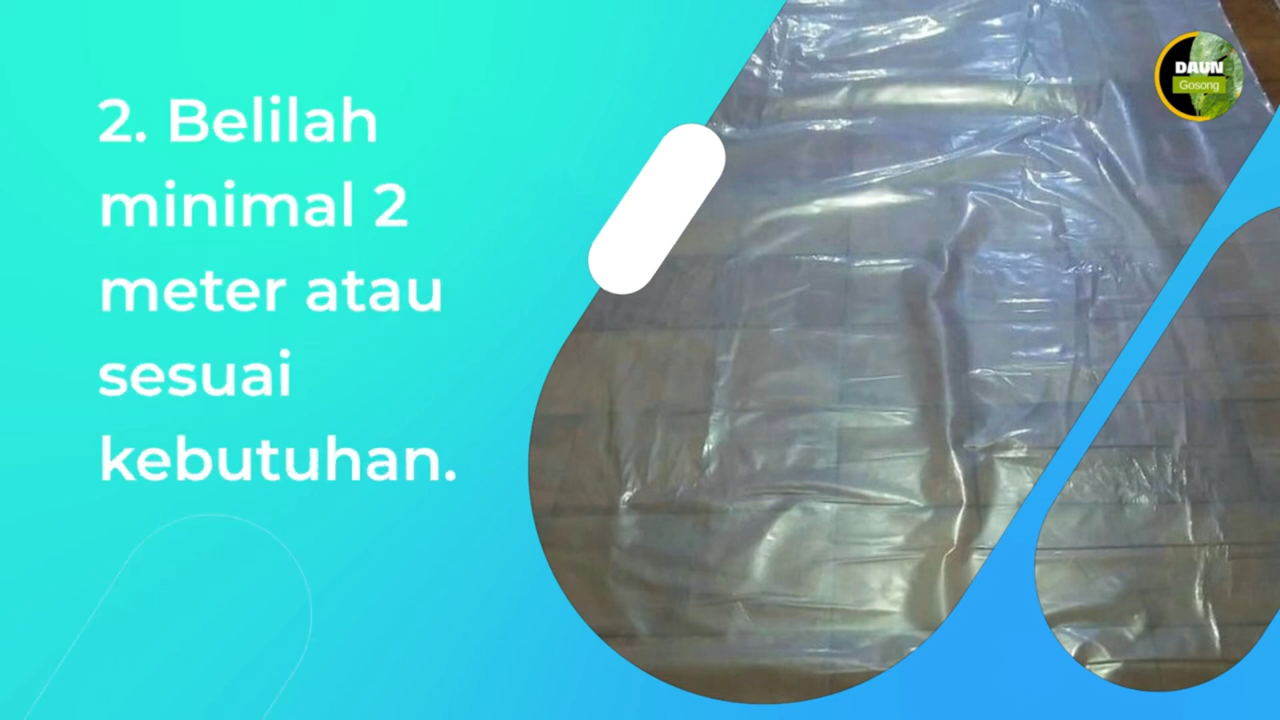 2. Belilah
minimal 2
meter atau
sesuai
kebutuhan.
DAUN
Gosong